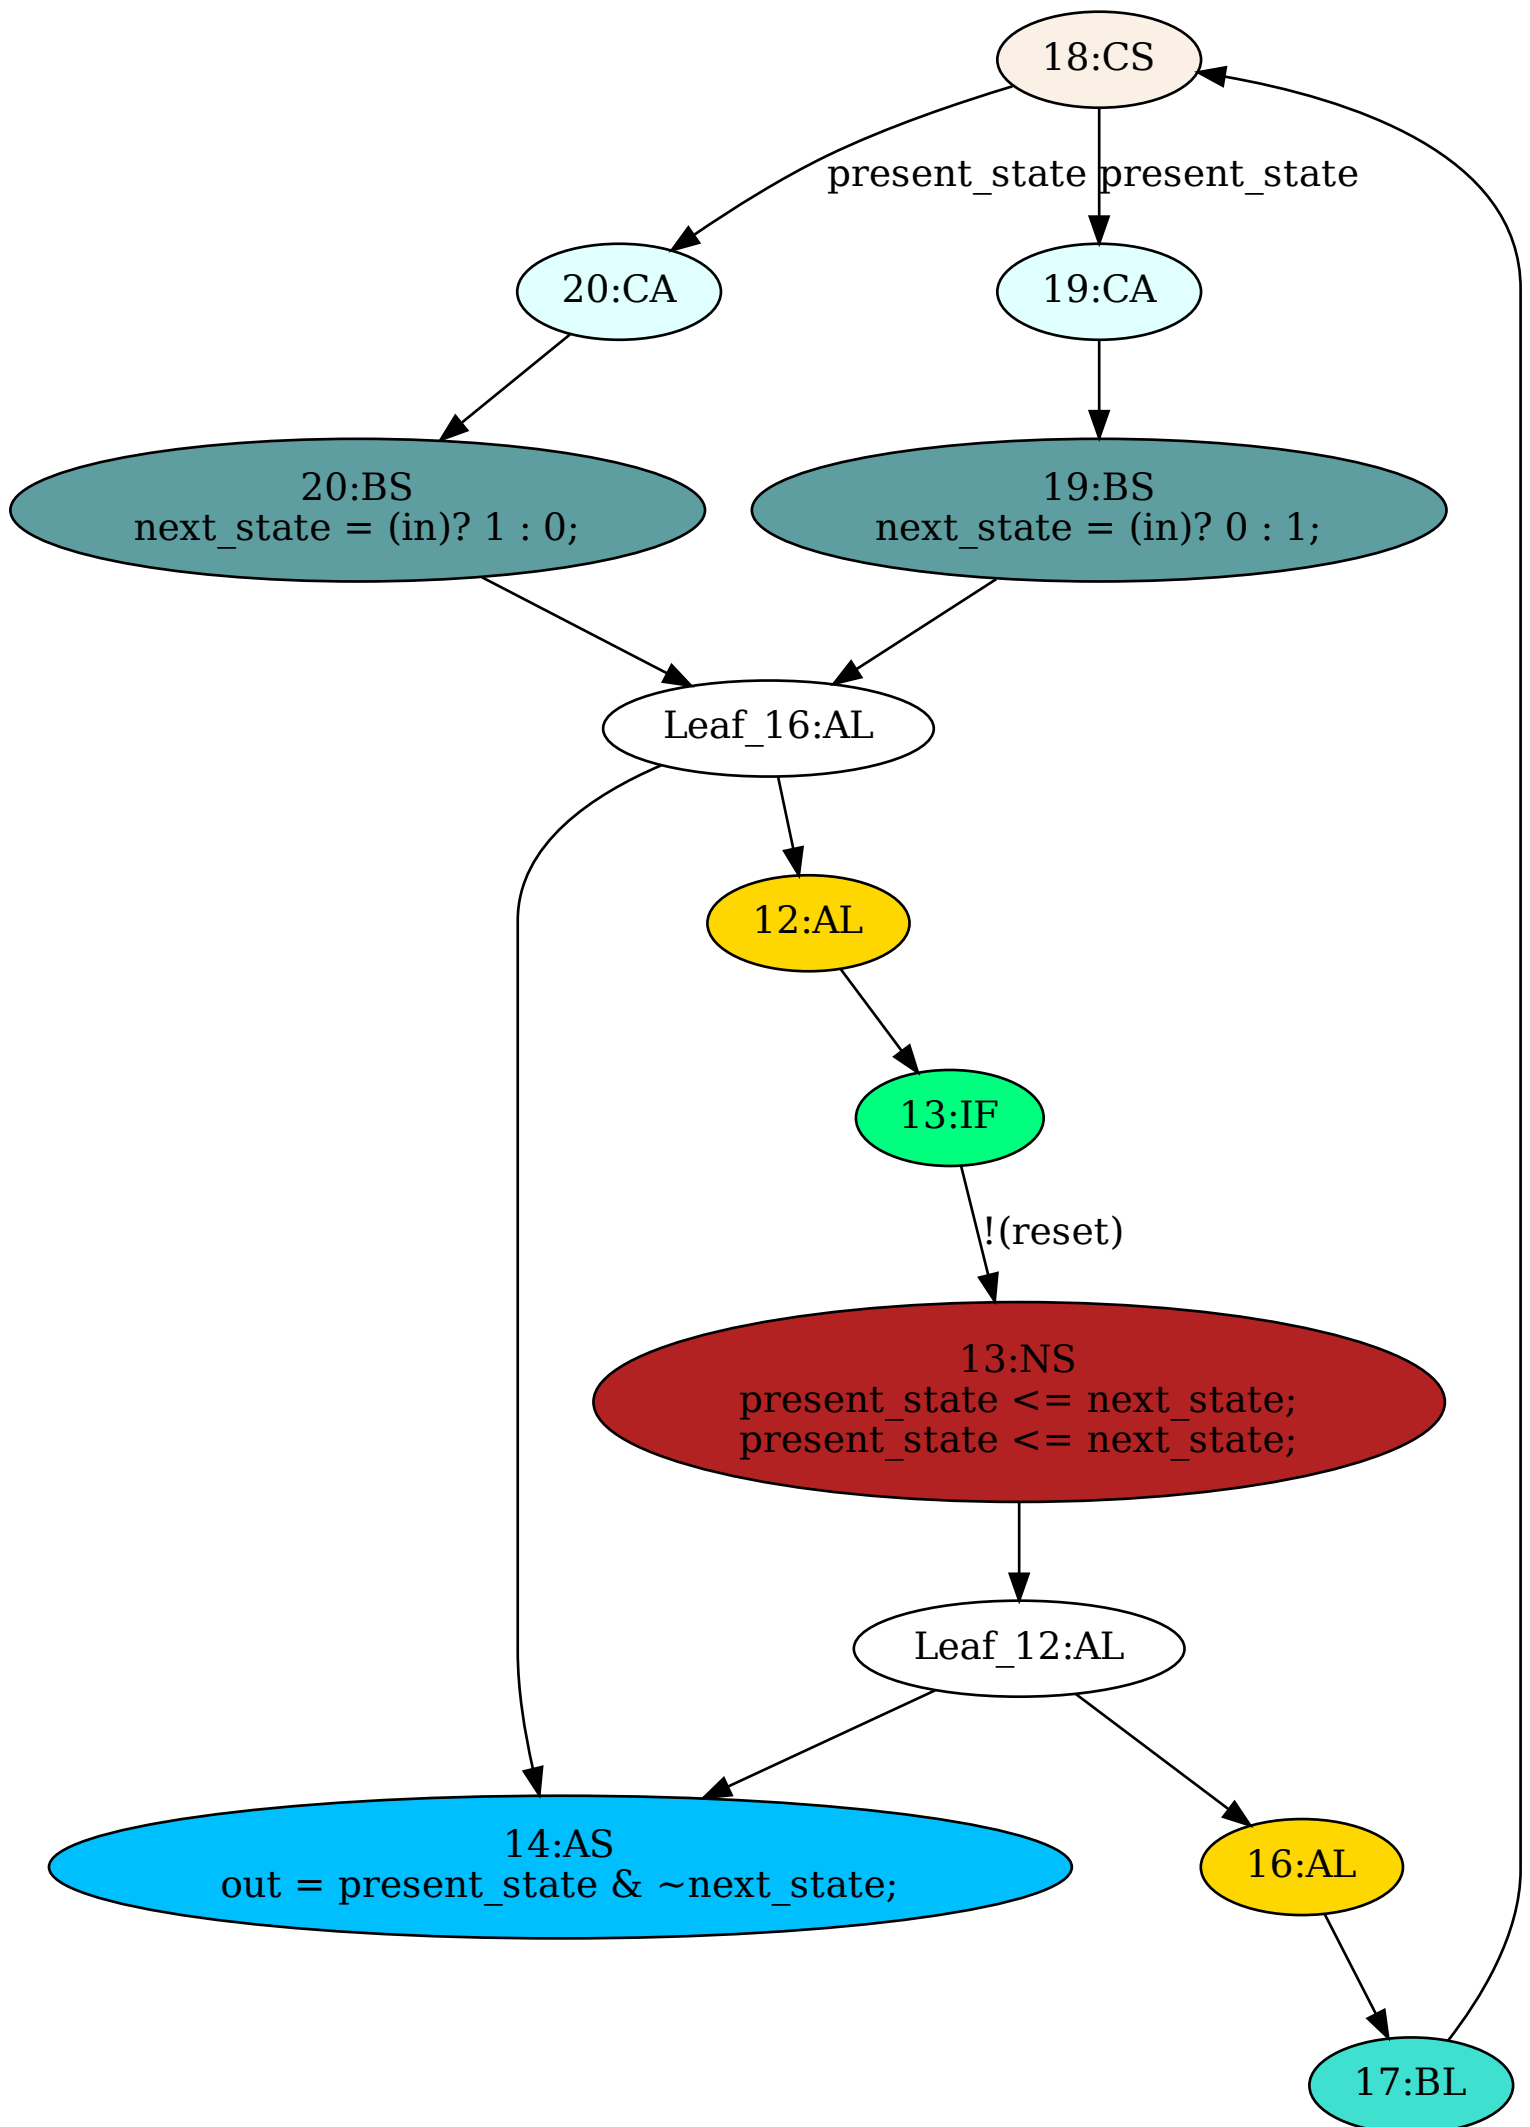 18:CS
present_state
present_state
20:CA
19:CA
20:BS
next_state = (in)? 1 : 0;
19:BS
next_state = (in)? 0 : 1;
Leaf_16:AL
12:AL
13:IF
!(reset)
13:NS
present_state <= next_state;
present_state <= next_state;
Leaf_12:AL
14:AS
out = present_state & ~next_state;
16:AL
17:BL